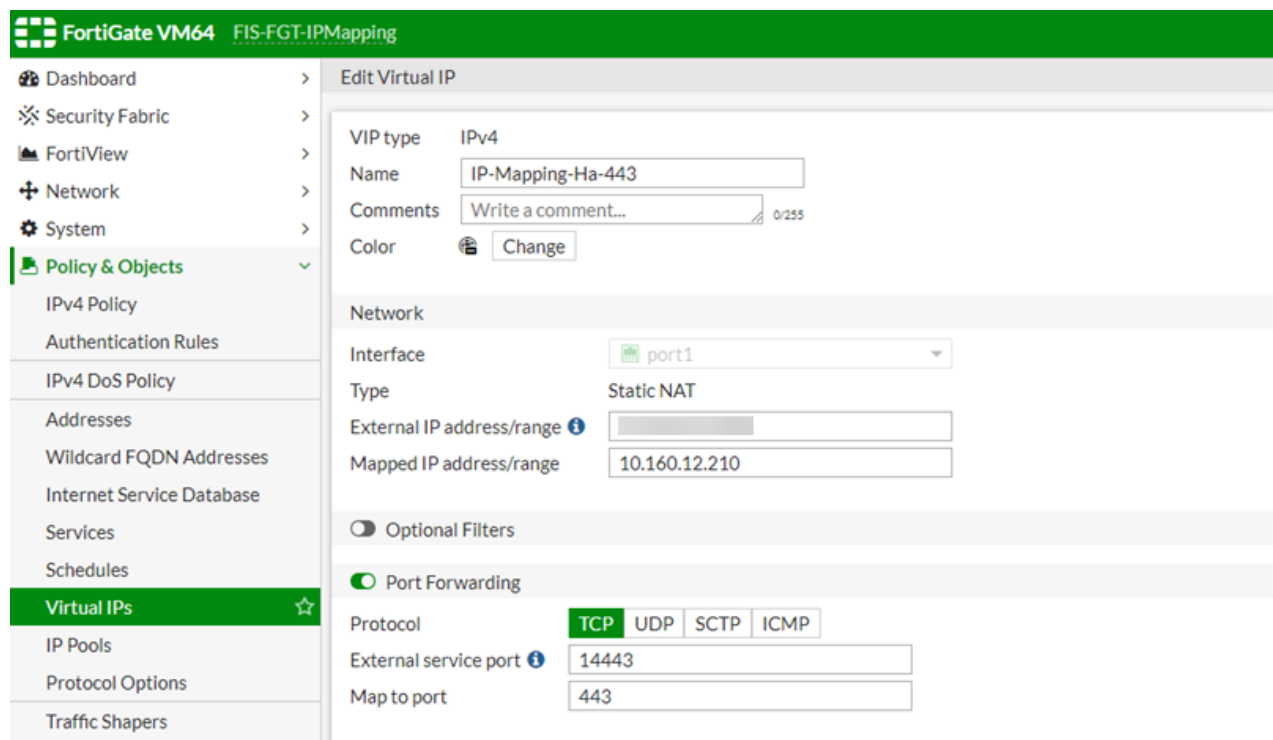 FortiGate VM64 FIS-FGT-IPMapping
Dashboard
Security Fabric
FortiView
Network
System
Policy & Objects
IPv4 Policy
Authentication Rules
IPv4 DoS Policy
Addresses
Wildcard FQDN Addresses
Internet Service Database
Services
Schedules
Virtual IPs
IP Pools
Protocol Options
Traffic Shapers
Edit Virtual IP
VIP type IPv4
Name IP-Mapping-Ha-443
Comments Write a comment... 0/255
Color Change
Network
Interface port1
Type Static NAT
External IP address/range
Mapped IP address/range 10.160.12.210
Optional Filters
Port Forwarding
Protocol TCP UDP SCTP ICMP
External service port 14443
Map to port 443